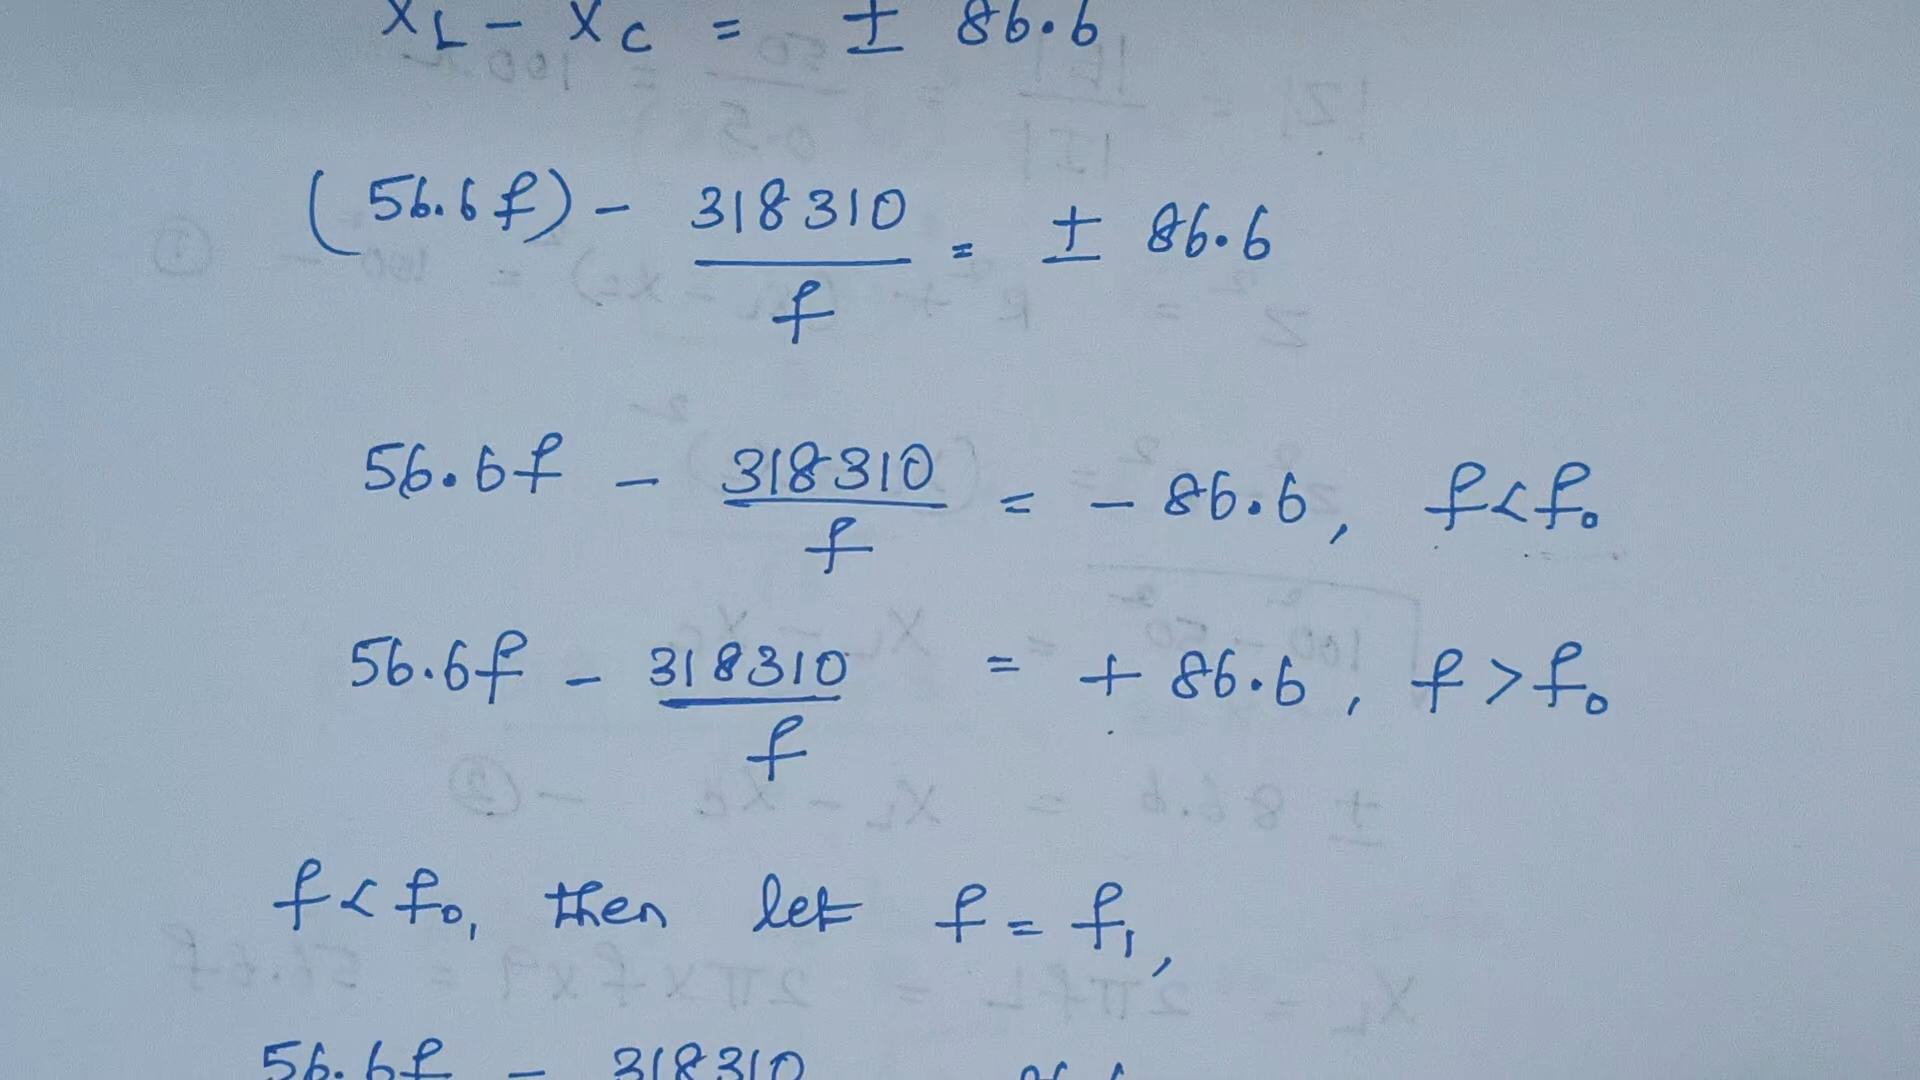 XL - XC = ± 86.6
(56.6f) - 318310/f = ± 86.6
56.6f - 318310/f = - 86.6, f<f₀
56.6f - 318310/f = + 86.6, f>f₀
f<f₀, then let f = f₁,
56.6f - 318310